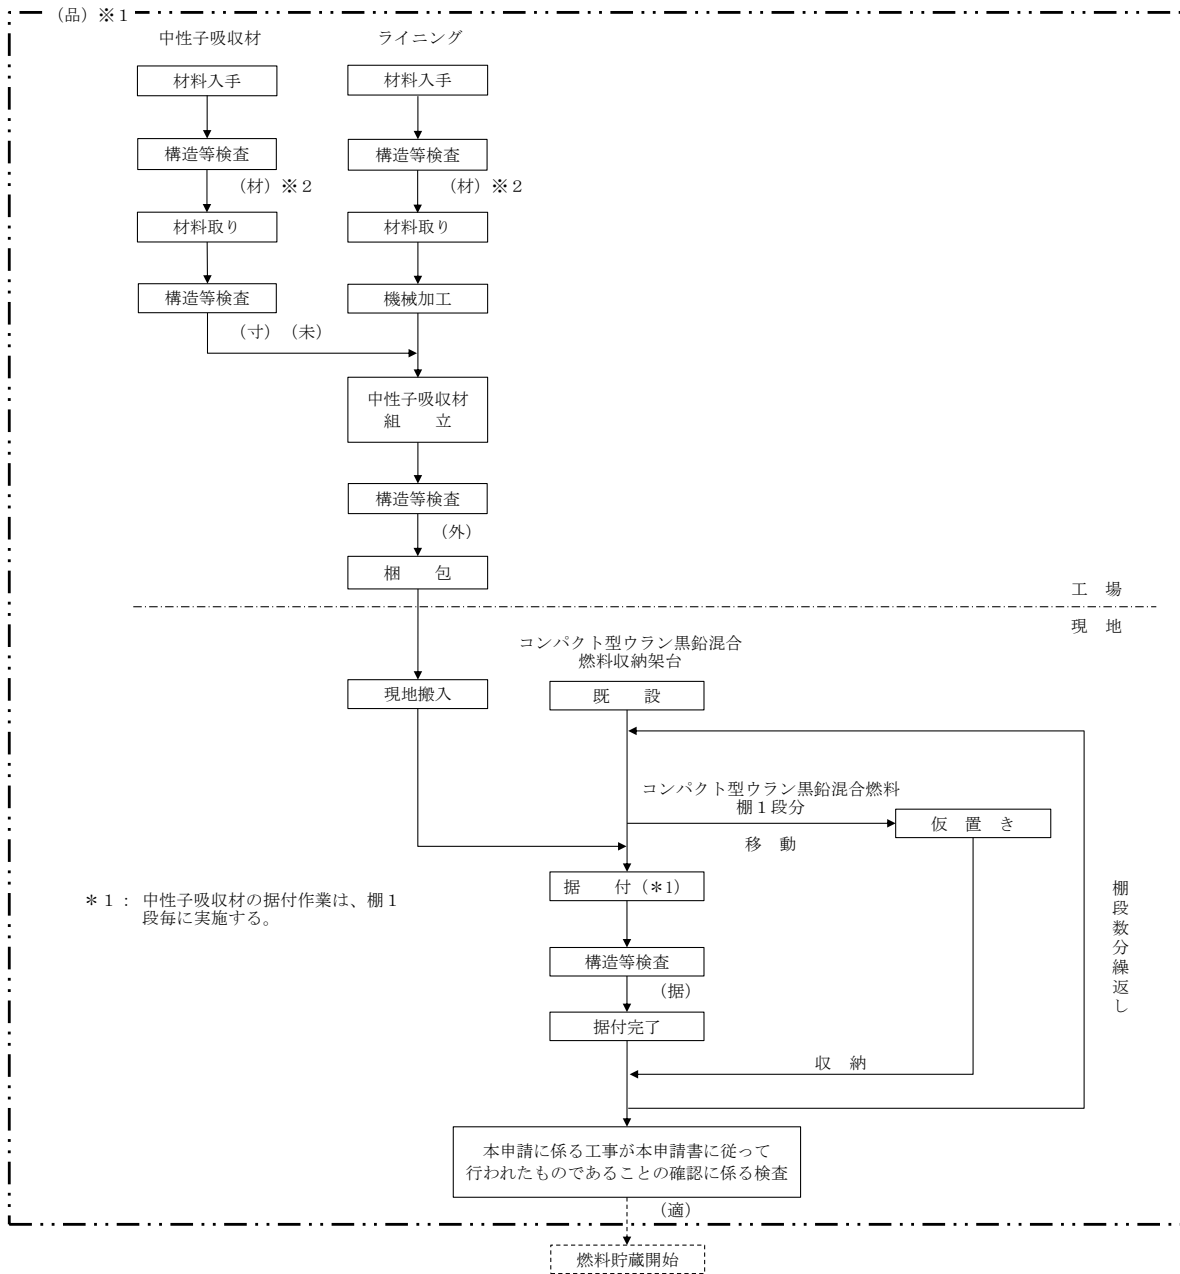 （品）※１
中性子吸収材
ライニング
材料入手
材料入手
構造等検査
構造等検査
（材）※２
（材）※２
材料取り
材料取り
構造等検査
機械加工
（寸）（未）
中性子吸収材
組　　立
構造等検査
（外）
梱　　包
工　場
現　地
コンパクト型ウラン黒鉛混合
燃料収納架台
現地搬入
既　　設
コンパクト型ウラン黒鉛混合燃料
棚１段分
仮　置　き
移　動
据　　付（＊1）
＊１： 中性子吸収材の据付作業は、棚１
段毎に実施する。
棚段数分繰返し
構造等検査
（据）
据付完了
収　納
本申請に係る工事が本申請書に従って
行われたものであることの確認に係る検査
（適）
燃料貯蔵開始